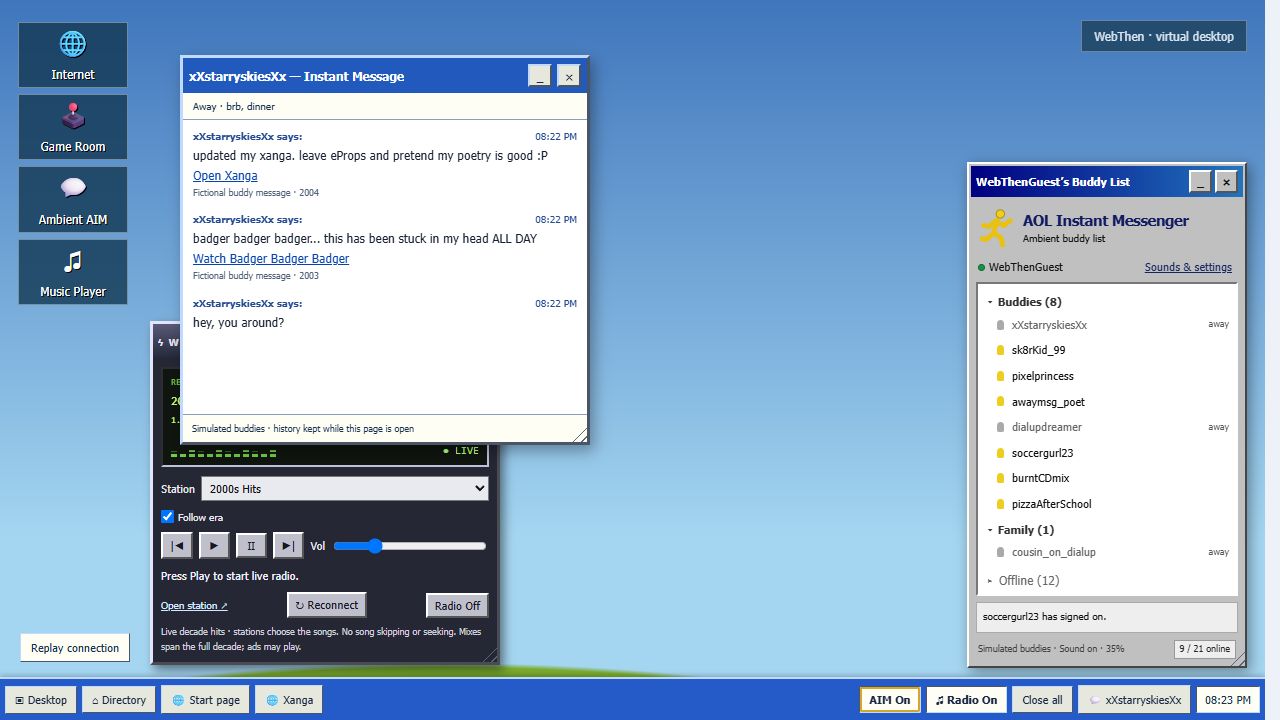 Internet
Game Room
Ambient AIM
Music Player
WebThen · virtual desktop
xXstarryskiesXx — Instant Message
Away · brb, dinner
xXstarryskiesXx says: 08:22 PM
updated my xanga. leave eProps and pretend my poetry is good :P
Open Xanga
Fictional buddy message · 2004
xXstarryskiesXx says: 08:22 PM
badger badger badger... this has been stuck in my head ALL DAY
Watch Badger Badger Badger
Fictional buddy message · 2003
xXstarryskiesXx says: 08:22 PM
hey, you around?
Simulated buddies · history kept while this page is open
● LIVE
Station 2000s Hits
Follow era
Vol
Press Play to start live radio.
Open station ↗
↻ Reconnect
Radio Off
Live decade hits · stations choose the songs. No song skipping or seeking. Mixes
span the full decade; ads may play.
WebThenGuest's Buddy List
AOL Instant Messenger
Ambient buddy list
WebThenGuest
Sounds & settings
Buddies (8)
xXstarryskiesXx away
sk8rKid_99
pixelprincess
awaymsg_poet
dialupdreamer away
soccergurl23
burntCDmix
pizzaAfterSchool
Family (1)
cousin_on_dialup away
Offline (12)
soccergurl23 has signed on.
Simulated buddies · Sound on · 35%
9 / 21 online
Replay connection
Desktop
Directory
Start page
Xanga
AIM On
Radio On
Close all
xXstarryskiesXx
08:23 PM